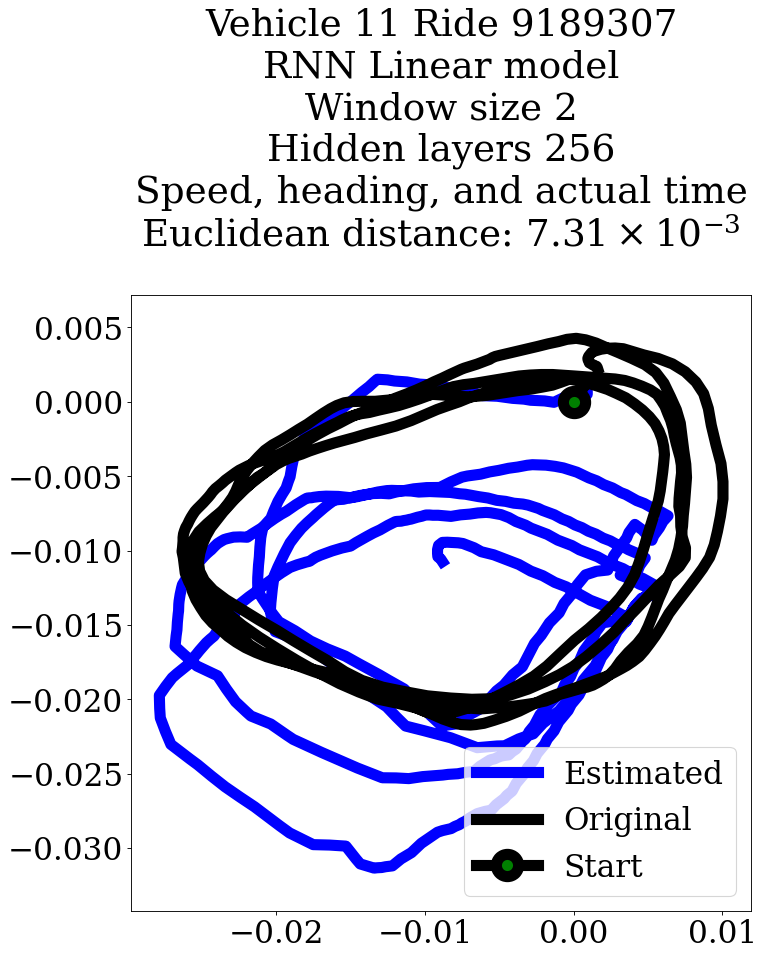 Vehicle 11 Ride 9189307
RNN Linear model
Window size 2
Hidden layers 256
Speed, heading, and actual time
Euclidean distance: 7.31 × 10⁻³
0.005
0.000
−0.005
−0.010
−0.015
−0.020
−0.025
−0.030
Estimated
Original
Start
−0.02
−0.01
0.00
0.01